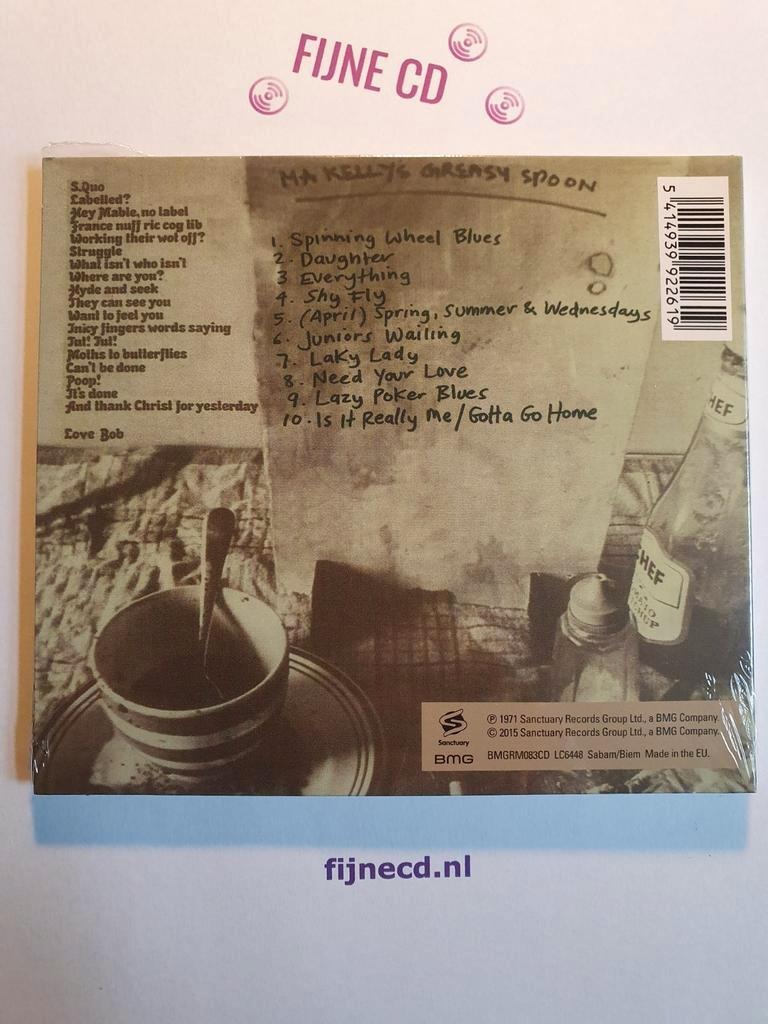 FIJNE CD
S.Quo
Labelled?
Hey Mable, no label
France nuff ric cog lib
Working their wot off?
Struggle
What isn't who isn't
Where are you?
Hyde and seek
They can see you
Want to feel you
Inky fingers words saying
Tut! Tut!
Moths to butterflies
Can't be done
Poop!
It's done
And thank Christ for yesterday
Love Bob
MA KELLYS GREASY SPOON
1. Spinning Wheel Blues
2. Daughter
3 Everything
4. Shy Fly
5. (April) Spring, Summer & Wednesdays
6. Juniors Wailing
7. Laky Lady
8. Need Your Love
9. Lazy Poker Blues
10. Is It Really Me/Gotta Go Home
5 414939 922619
HEF
CHEF
Sanctuary
BMG
℗ 1971 Sanctuary Records Group Ltd., a BMG Company.
© 2015 Sanctuary Records Group Ltd., a BMG Company.
BMGRM083CD LC6448 Sabam/Biem Made in the EU.
fijnecd.nl